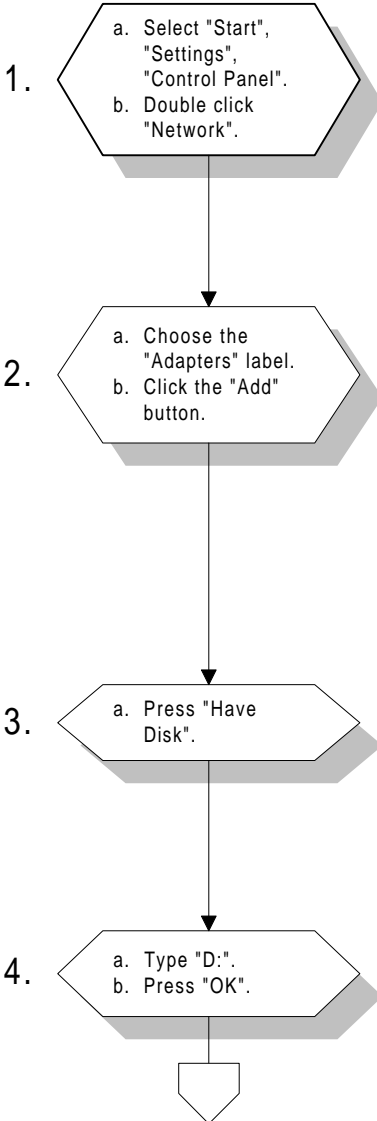 1.
a. Select "Start",
"Settings",
"Control Panel".
b. Double click
"Network".
2.
a. Choose the
"Adapters" label.
b. Click the "Add"
button.
3.
a. Press "Have
Disk".
4.
a. Type "D:".
b. Press "OK".